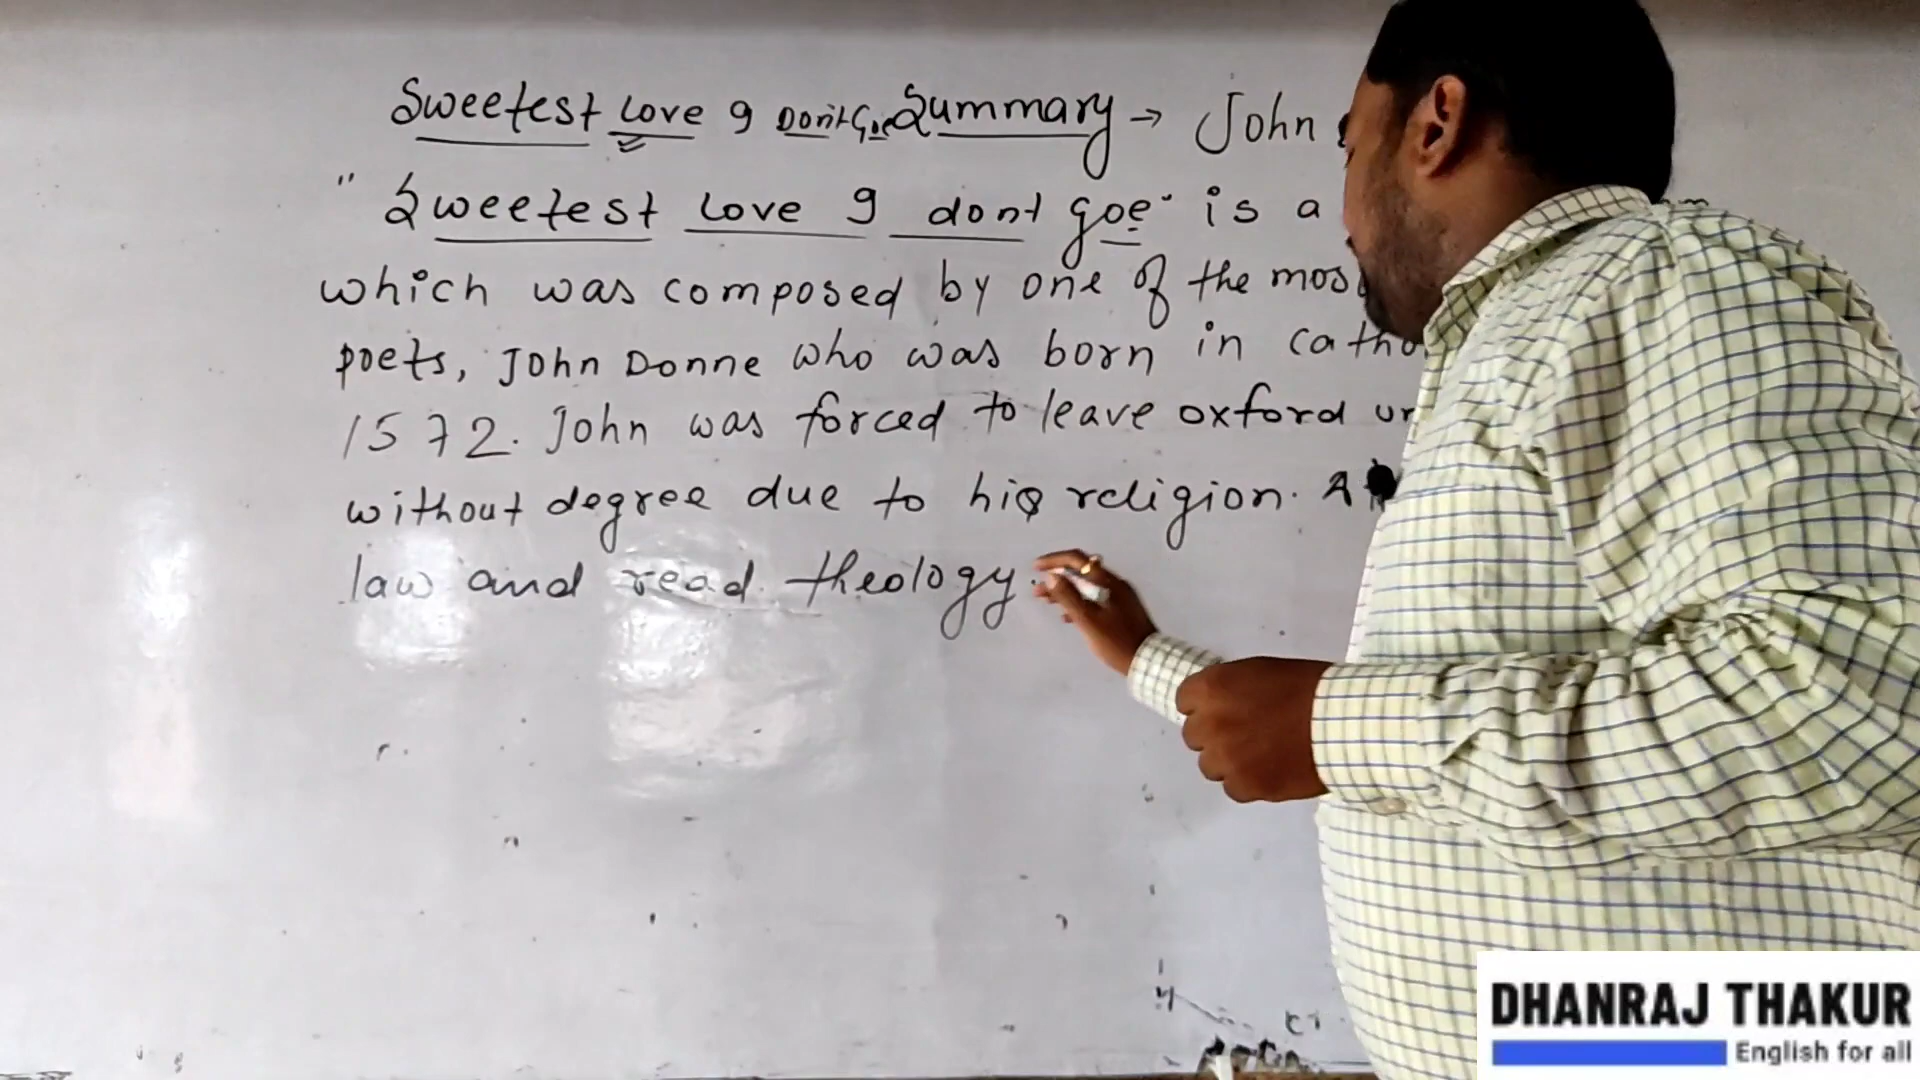 Sweetest Love I Don't Goe Summary → John
"Sweetest Love I dont goe" is a
which was composed by one of the mos
poets, John Donne who was born in catho
1572. John was forced to leave oxford un
without degree due to his religion.
law and read theology.
DHANRAJ THAKUR
English for all